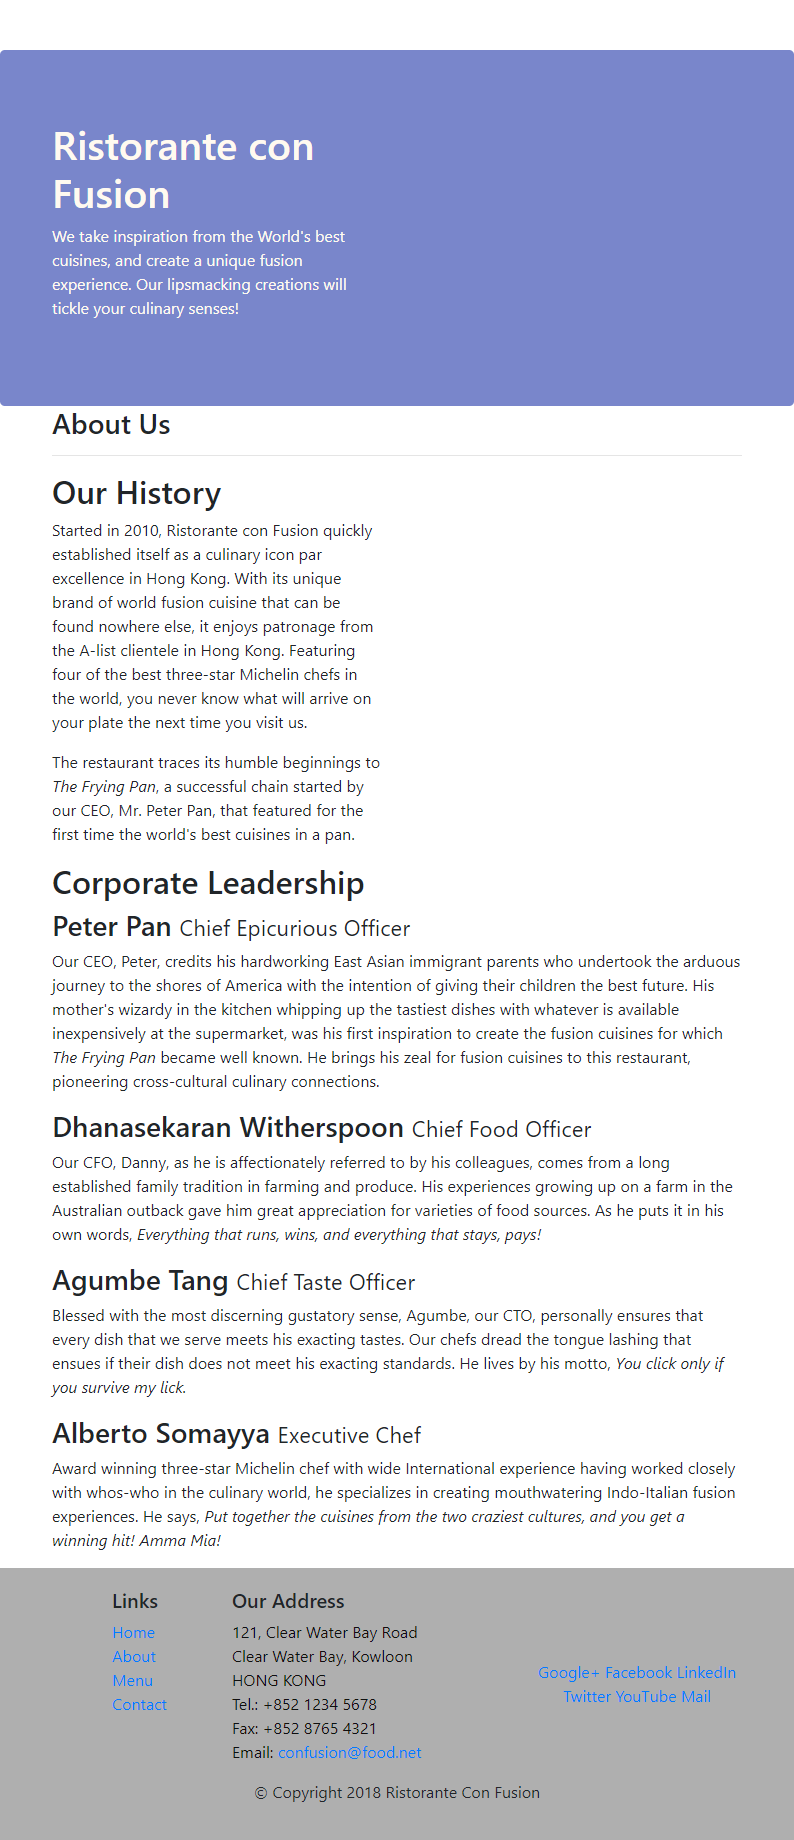 Ristorante con
Fusion
We take inspiration from the World's best
cuisines, and create a unique fusion
experience. Our lipsmacking creations will
tickle your culinary senses!
About Us
Our History
Started in 2010, Ristorante con Fusion quickly
established itself as a culinary icon par
excellence in Hong Kong. With its unique
brand of world fusion cuisine that can be
found nowhere else, it enjoys patronage from
the A-list clientele in Hong Kong. Featuring
four of the best three-star Michelin chefs in
the world, you never know what will arrive on
your plate the next time you visit us.
The restaurant traces its humble beginnings to
The Frying Pan, a successful chain started by
our CEO, Mr. Peter Pan, that featured for the
first time the world's best cuisines in a pan.
Corporate Leadership
Peter Pan Chief Epicurious Officer
Our CEO, Peter, credits his hardworking East Asian immigrant parents who undertook the arduous
journey to the shores of America with the intention of giving their children the best future. His
mother's wizardy in the kitchen whipping up the tastiest dishes with whatever is available
inexpensively at the supermarket, was his first inspiration to create the fusion cuisines for which
The Frying Pan became well known. He brings his zeal for fusion cuisines to this restaurant,
pioneering cross-cultural culinary connections.
Dhanasekaran Witherspoon Chief Food Officer
Our CFO, Danny, as he is affectionately referred to by his colleagues, comes from a long
established family tradition in farming and produce. His experiences growing up on a farm in the
Australian outback gave him great appreciation for varieties of food sources. As he puts it in his
own words, Everything that runs, wins, and everything that stays, pays!
Agumbe Tang Chief Taste Officer
Blessed with the most discerning gustatory sense, Agumbe, our CTO, personally ensures that
every dish that we serve meets his exacting tastes. Our chefs dread the tongue lashing that
ensues if their dish does not meet his exacting standards. He lives by his motto, You click only if
you survive my lick.
Alberto Somayya Executive Chef
Award winning three-star Michelin chef with wide International experience having worked closely
with whos-who in the culinary world, he specializes in creating mouthwatering Indo-Italian fusion
experiences. He says, Put together the cuisines from the two craziest cultures, and you get a
winning hit! Amma Mia!
Links
Home
About
Menu
Contact
Our Address
121, Clear Water Bay Road
Clear Water Bay, Kowloon
HONG KONG
Tel.: +852 1234 5678
Fax: +852 8765 4321
Email: confusion@food.net
Google+ Facebook LinkedIn
Twitter YouTube Mail
© Copyright 2018 Ristorante Con Fusion